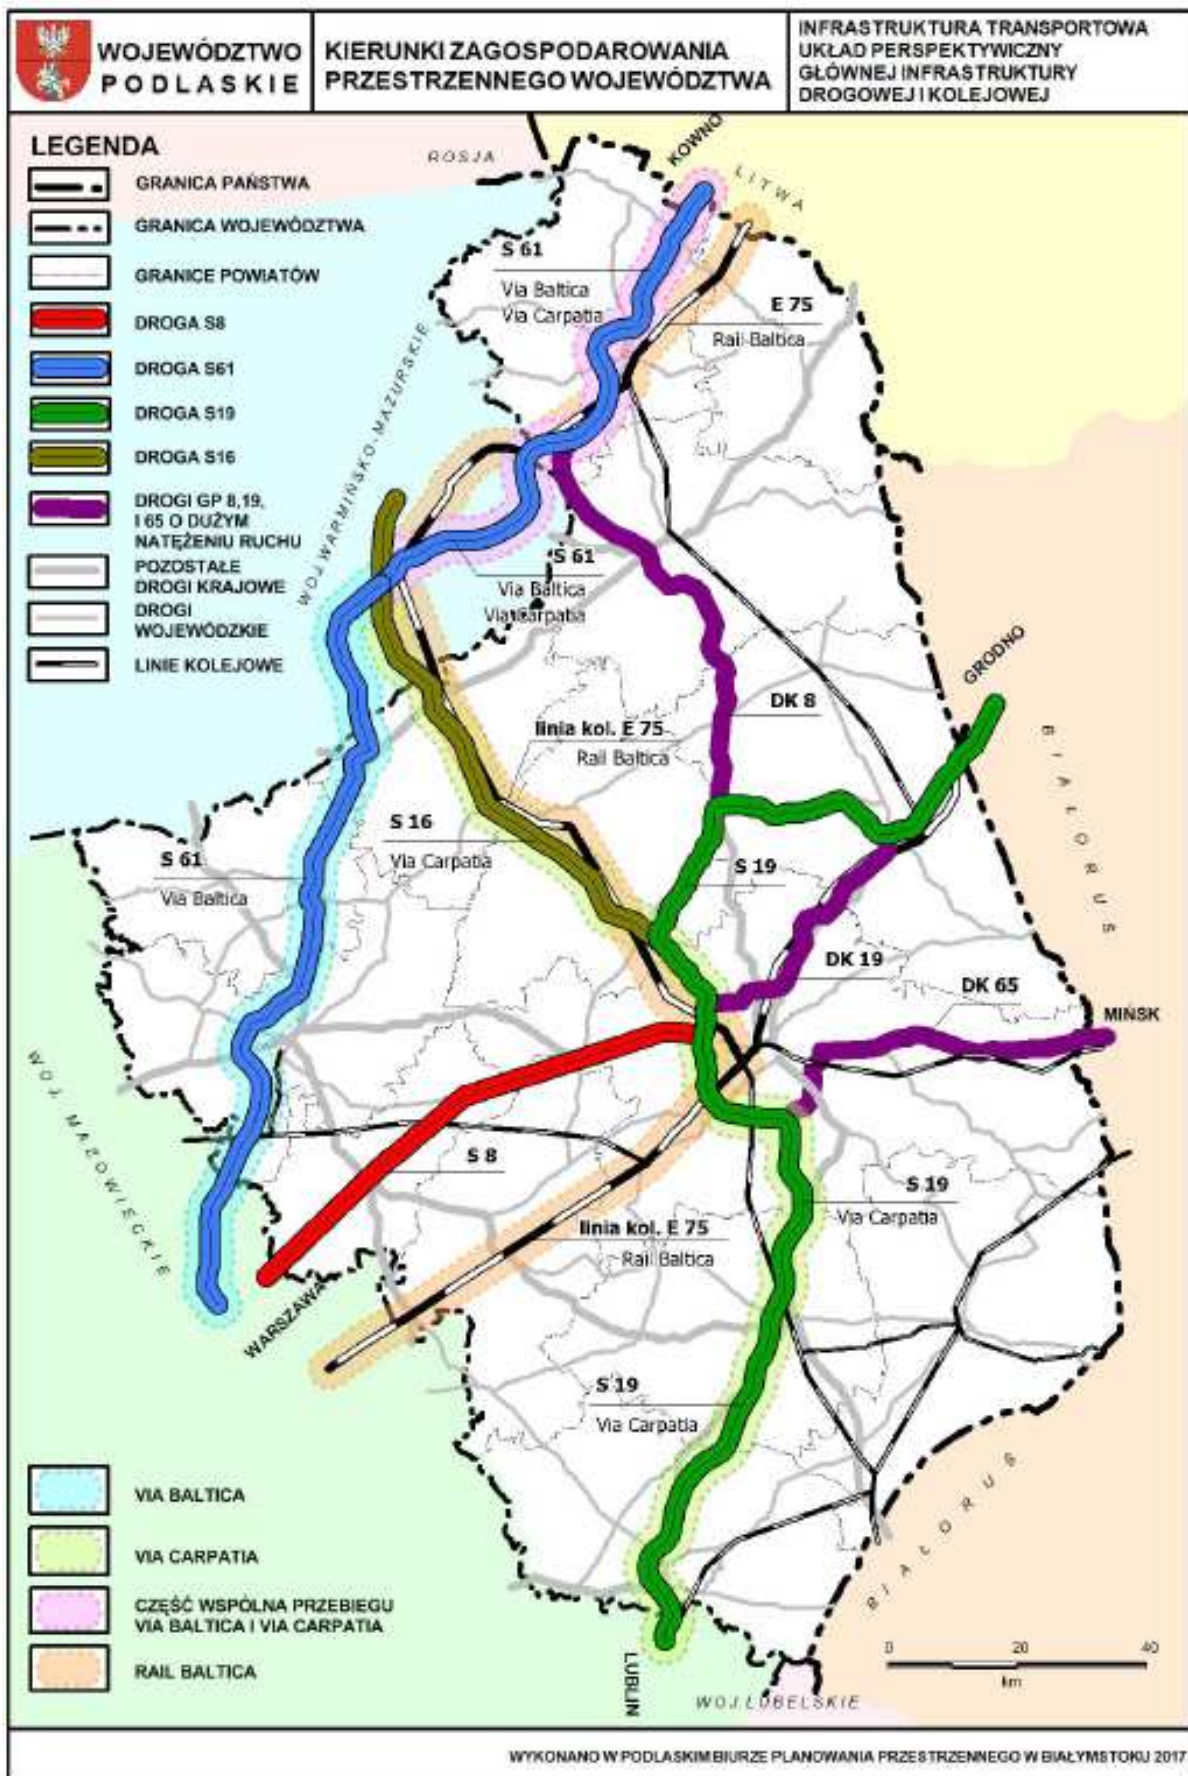 WOJEWÓDZTWO
PODLASKIE
KIERUNKI ZAGOSPODAROWANIA
PRZESTRZENNEGO WOJEWÓDZTWA
INFRASTRUKTURA TRANSPORTOWA
UKŁAD PERSPEKTYWICZNY
GŁÓWNEJ INFRASTRUKTURY
DROGOWEJ I KOLEJOWEJ
LEGENDA
GRANICA PAŃSTWA
GRANICA WOJEWÓDZTWA
GRANICE POWIATÓW
DROGA S8
DROGA S61
DROGA S19
DROGA S16
DROGI GP 8,19,
I 65 O DUŻYM
NATĘŻENIU RUCHU
POZOSTAŁE
DROGI KRAJOWE
DROGI
WOJEWÓDZKIE
LINIE KOLEJOWE
ROSJA
KOWNO
LITWA
S 61
Via Baltica
Via Carpatia
E 75
Rail Baltica
WOJ.WARMIŃSKO-MAZURSKIE
S 61
Via Baltica
Via Carpatia
GRODNO
DK 8
linia kol. E 75
Rail Baltica
BIAŁORUŚ
S 16
Via Carpatia
S 61
Via Baltica
S 19
DK 19
DK 65
MIŃSK
WOJ. MAZOWIECKIE
S 8
S 19
Via Carpatia
linia kol. E 75
Rail Baltica
WARSZAWA
S 19
Via Carpatia
BIAŁORUŚ
VIA BALTICA
VIA CARPATIA
CZĘŚĆ WSPÓLNA PRZEBIEGU
VIA BALTICA I VIA CARPATIA
RAIL BALTICA
LUBLIN
WOJ.LUBELSKIE
0 20 40
km
WYKONANO W PODLASKIM BIURZE PLANOWANIA PRZESTRZENNEGO W BIAŁYMSTOKU 2017